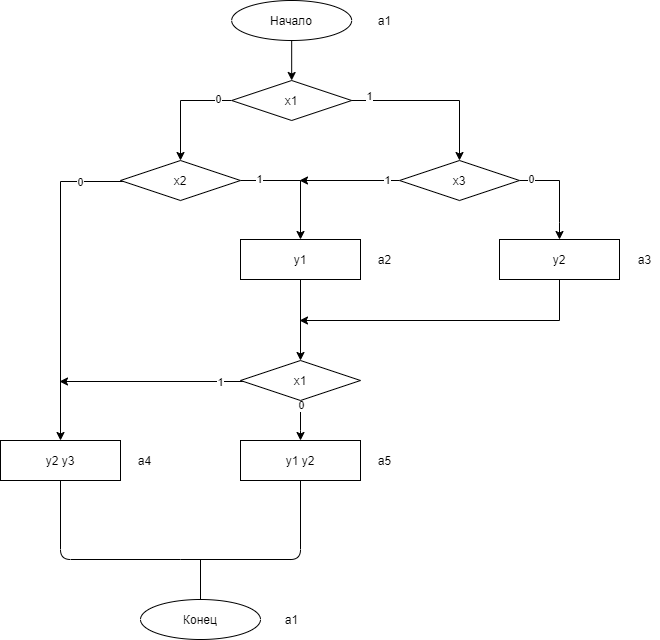 Начало a1
x1
0 1
x2 x3
0 1 1 0
y1 a2 y2 a3
x1
1
0
y2 y3 a4 y1 y2 a5
Конец a1